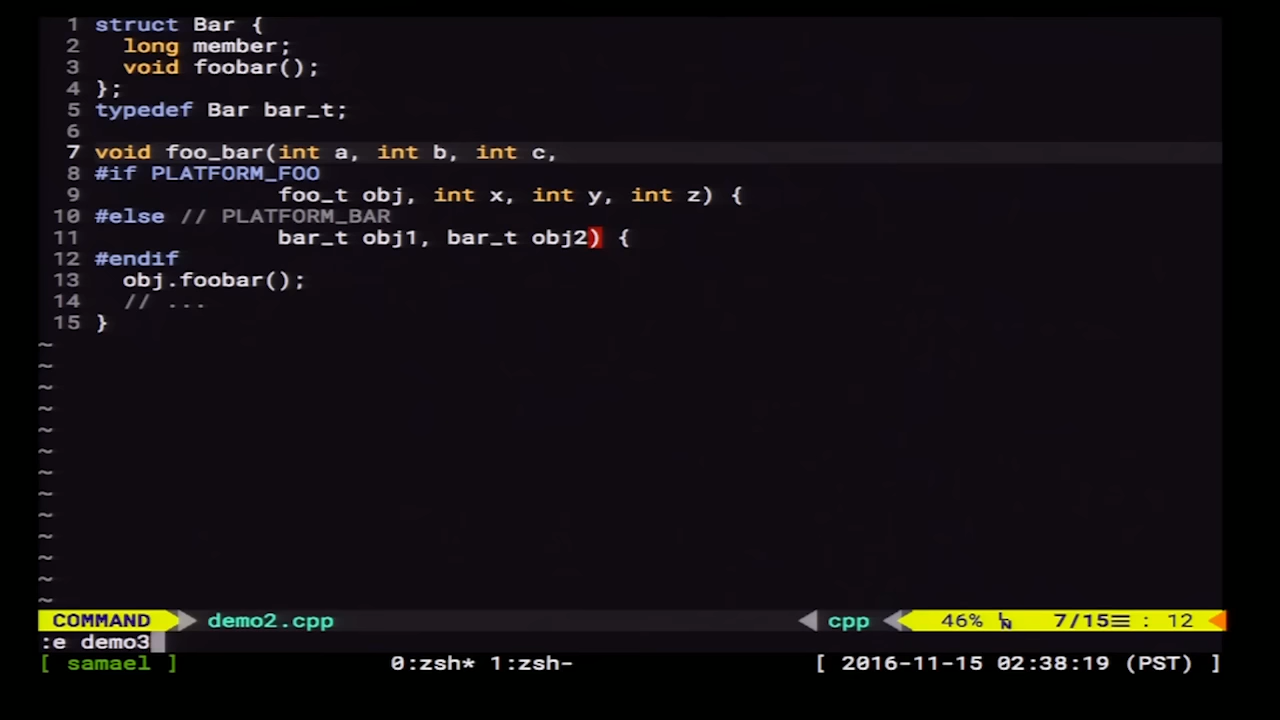 1 struct Bar {
2   long member;
3   void foobar();
4 };
5 typedef Bar bar_t;
6
7 void foo_bar(int a, int b, int c,
8 #if PLATFORM_FOO
9              foo_t obj, int x, int y, int z) {
10 #else // PLATFORM_BAR
11              bar_t obj1, bar_t obj2) {
12 #endif
13   obj.foobar();
14   // ...
15 }
~
~
~
~
~
~
~
~
~
~
~
~
~
COMMAND demo2.cpp cpp 46% 7/15 : 12
:e demo3
[ samael ] 0:zsh* 1:zsh- [ 2016-11-15 02:38:19 (PST) ]